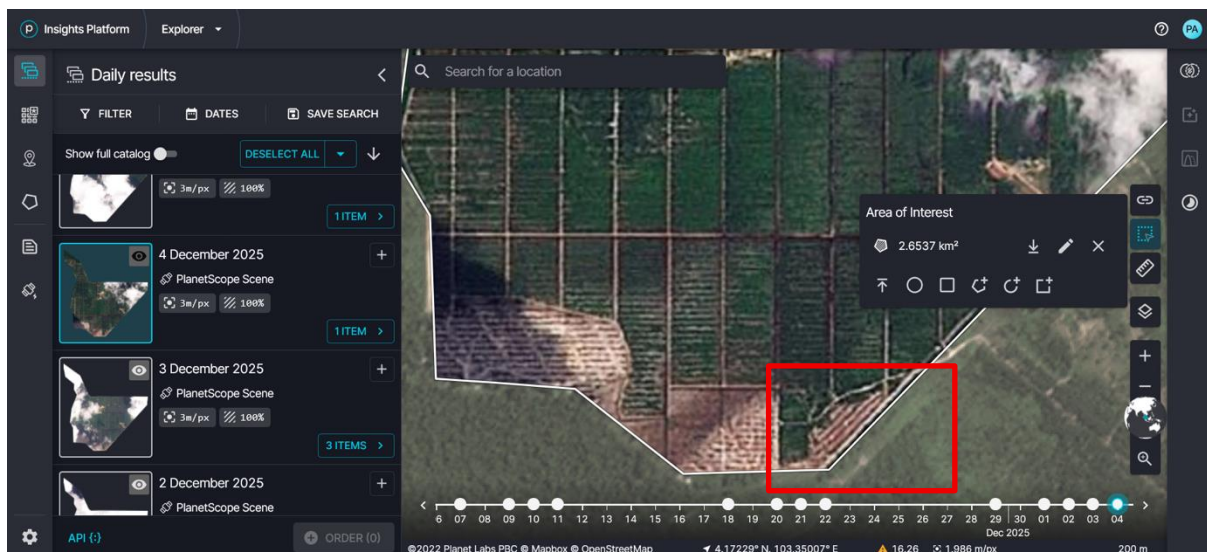 Insights Platform
Explorer
PA
Daily results
Search for a location
FILTER
DATES
SAVE SEARCH
Show full catalog
DESELECT ALL
3m/px
100%
1 ITEM >
4 December 2025
PlanetScope Scene
3m/px
100%
1 ITEM >
3 December 2025
PlanetScope Scene
3m/px
100%
3 ITEMS >
2 December 2025
PlanetScope Scene
API {:}
ORDER (0)
Area of Interest
2.6537 km²
6 07 08 09 10 11 12 13 14 15 16 17 18 19 20 21 22 23 24 25 26 27 28 29 30 01 02 03 04
Dec 2025
©2022 Planet Labs PBC © Mapbox © OpenStreetMap
4.17229° N, 103.35007° E
16.26
1.986 m/px
200 m